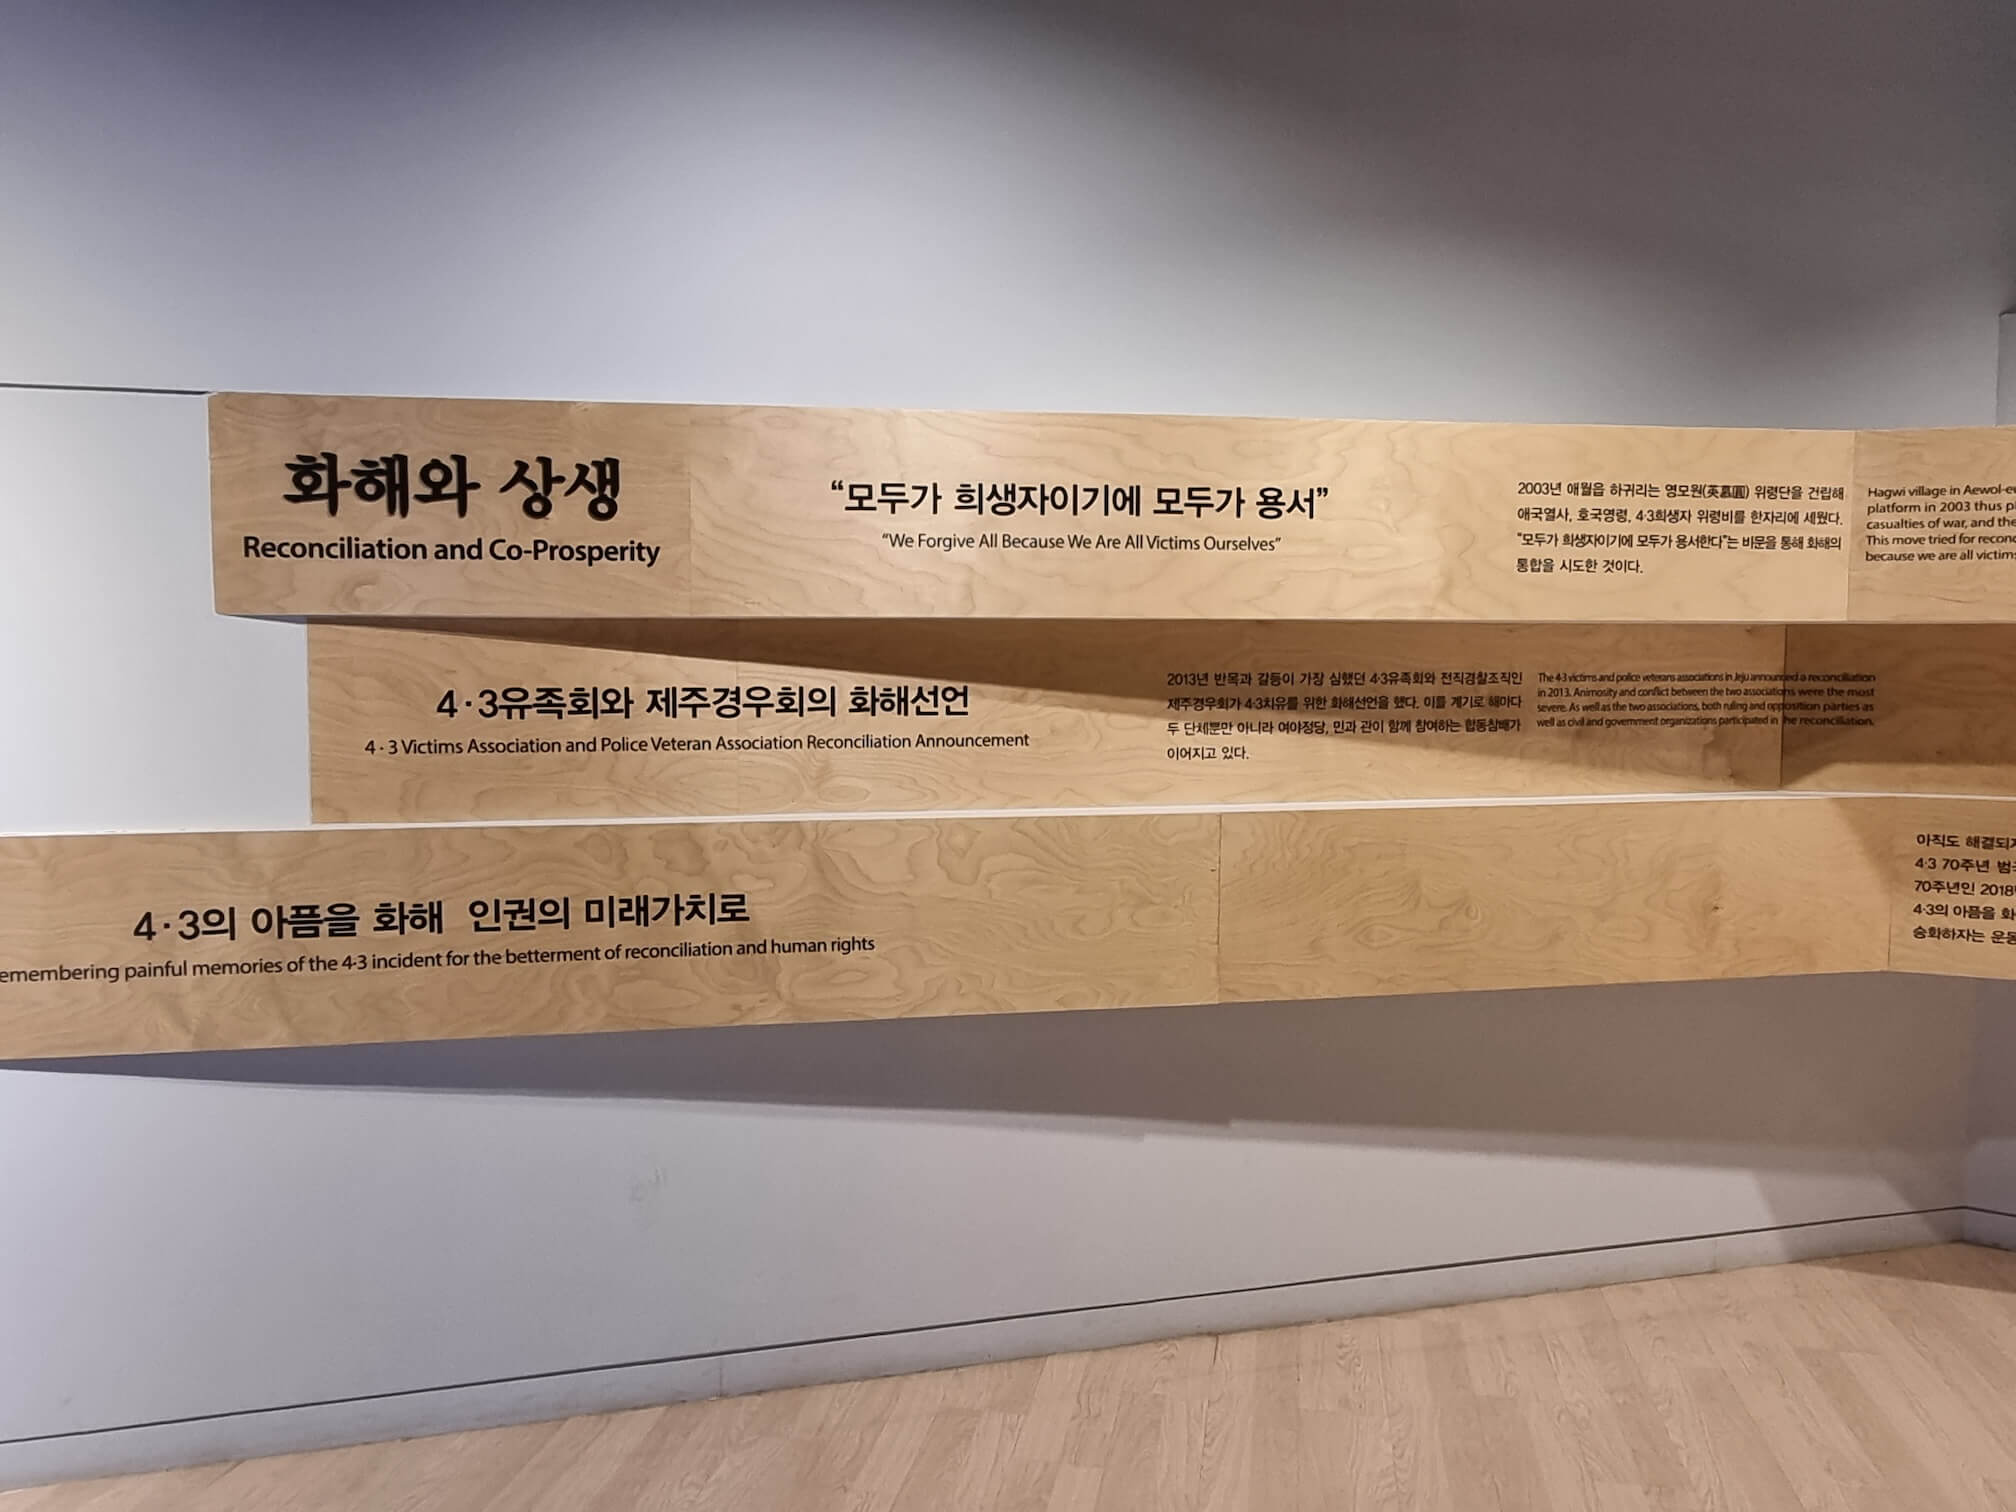 화해와 상생
Reconciliation and Co-Prosperity
“모두가 희생자이기에 모두가 용서”
“We Forgive All Because We Are All Victims Ourselves”
2003년 애월읍 하귀리는 영모원(英慕園) 위령단을 건립해
애국열사, 호국영령, 4·3희생자 위령비를 한자리에 세웠다.
“모두가 희생자이기에 모두가 용서한다”는 비문을 통해 화해의
통합을 시도한 것이다.
Hagwi village in
platform in 2003 thus
casualties of war, and the
This move tried for
because we are all
4·3유족회와 제주경우회의 화해선언
4·3 Victims Association and Police Veteran Association Reconciliation Announcement
2013년 반목과 갈등이 가장 심했던 4·3유족회와 전직경찰조직인
제주경우회가 4·3치유를 위한 화해선언을 했다. 이를 계기로 해마다
두 단체뿐만 아니라 여야정당, 민과 관이 함께 참여하는 합동참배가
이어지고 있다.
The 4·3 victims and police veterans associations in Jeju announced a reconciliation
in 2013. Animosity and conflict between the two associations were the most
severe. As well as the two associations, both ruling and opposition parties as
well as civil and government organizations participated in the reconciliation.
4·3의 아픔을 화해 인권의 미래가치로
painful memories of the 4·3 incident for the betterment of reconciliation and human rights
아직도
4·3 70주년
70주년인
4·3의 아픔을
승화하자는